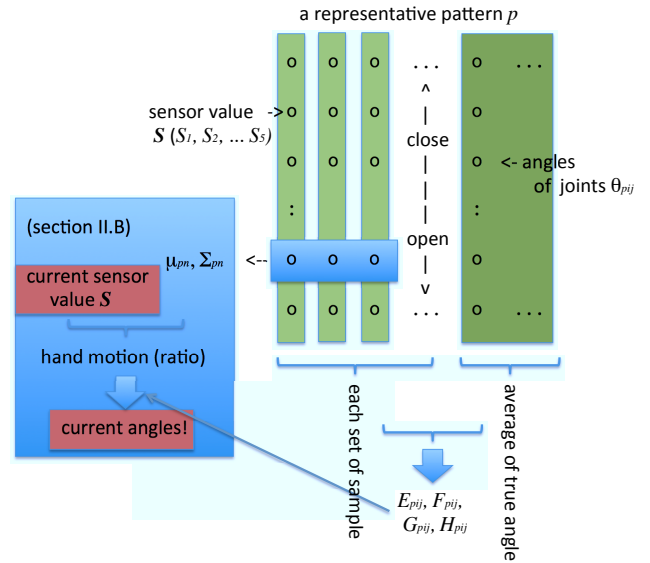 a representative pattern p
o o o ... o ...
sensor value -> o o o o
S (S1, S2, ... S5)
close
o o o o <- angles
of joints θpij
: :
(section II.B)
open
μpn, Σpn <-- o o o o
current sensor
value S
o o o ... o ...
hand motion (ratio)
current angles!
each set of sample
average of true angle
Epij, Fpij,
Gpij, Hpij